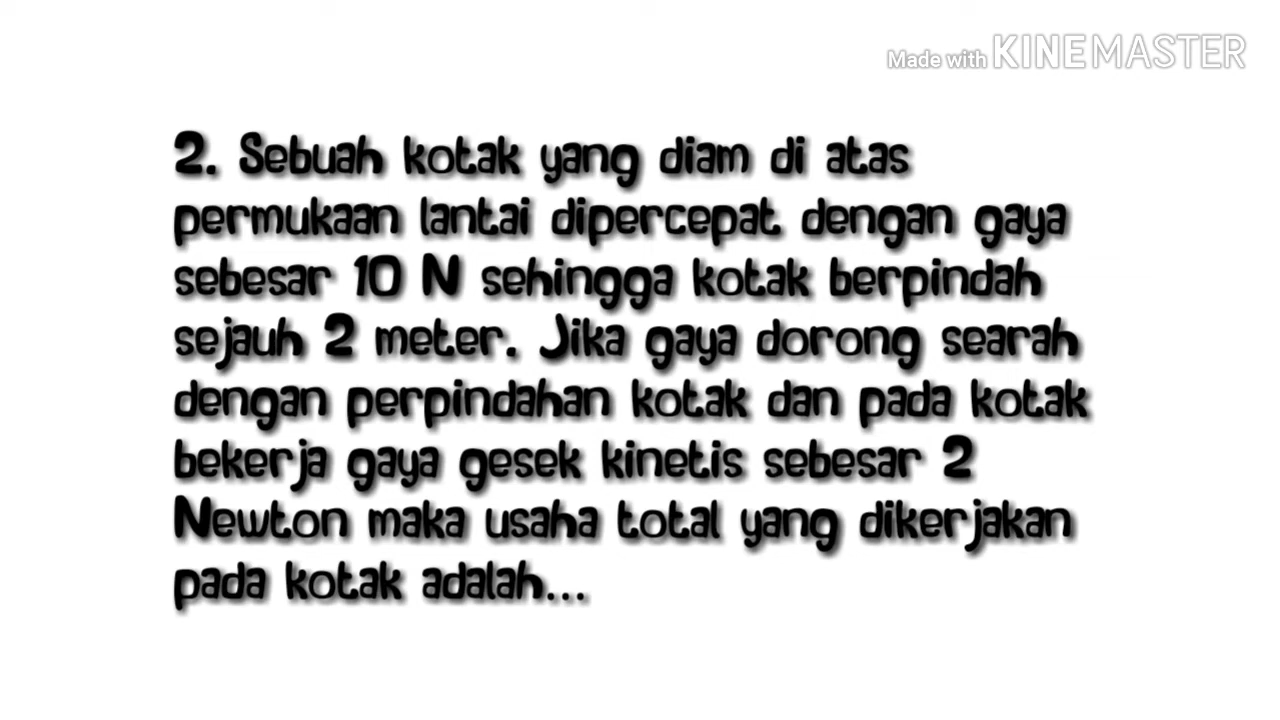 Made with KINEMASTER
2. Sebuah kotak yang diam di atas
permukaan lantai dipercepat dengan gaya
sebesar 10 N sehingga kotak berpindah
sejauh 2 meter. Jika gaya dorong searah
dengan perpindahan kotak dan pada kotak
bekerja gaya gesek kinetis sebesar 2
Newton maka usaha total yang dikerjakan
pada kotak adalah...